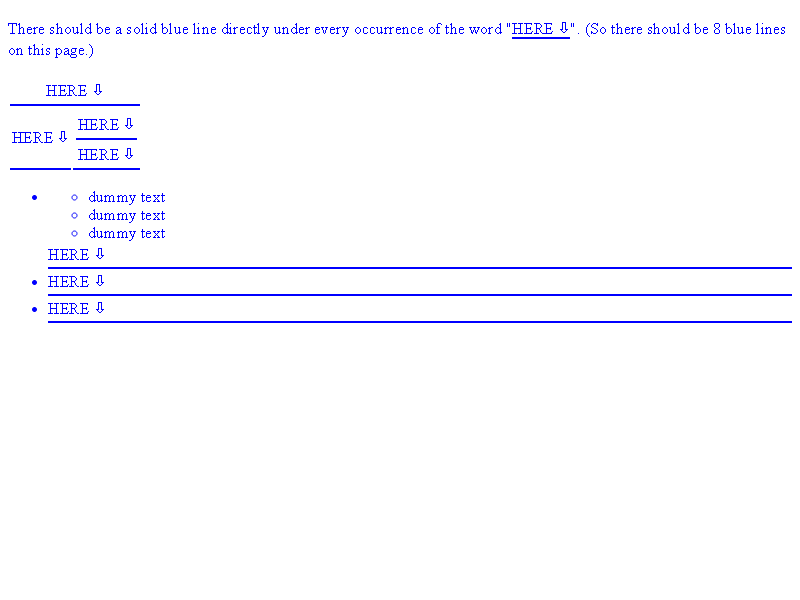 There should be a solid blue line directly under every occurrence of the word "HERE ⇩". (So there should be 8 blue lines
on this page.)
HERE ⇩
HERE ⇩
HERE ⇩
HERE ⇩
dummy text
dummy text
dummy text
HERE ⇩
HERE ⇩
HERE ⇩